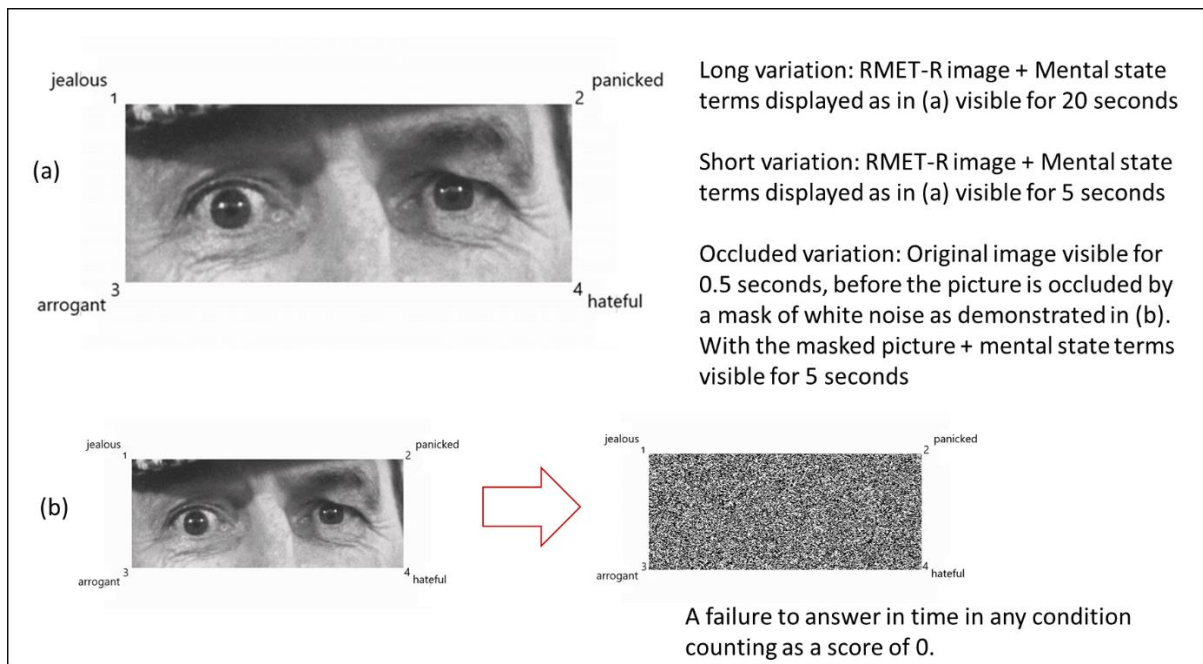 jealous
1
2
panicked
(a)
3
arrogant
4
hateful
Long variation: RMET-R image + Mental state
terms displayed as in (a) visible for 20 seconds
Short variation: RMET-R image + Mental state
terms displayed as in (a) visible for 5 seconds
Occluded variation: Original image visible for
0.5 seconds, before the picture is occluded by
a mask of white noise as demonstrated in (b).
With the masked picture + mental state terms
visible for 5 seconds
(b)
jealous
1
2
panicked
3
arrogant
4
hateful
jealous
1
2
panicked
3
arrogant
4
hateful
A failure to answer in time in any condition
counting as a score of 0.